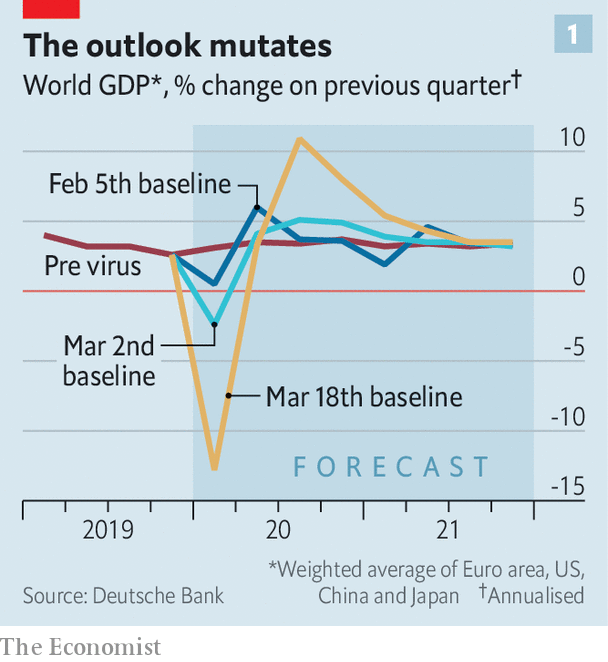 The outlook mutates
1
World GDP*, % change on previous quarter†
10
Feb 5th baseline
5
Pre virus
0
Mar 2nd
baseline
-5
Mar 18th baseline
-10
FORECAST
-15
2019
20
21
*Weighted average of Euro area, US,
Source: Deutsche Bank
China and Japan †Annualised
The Economist